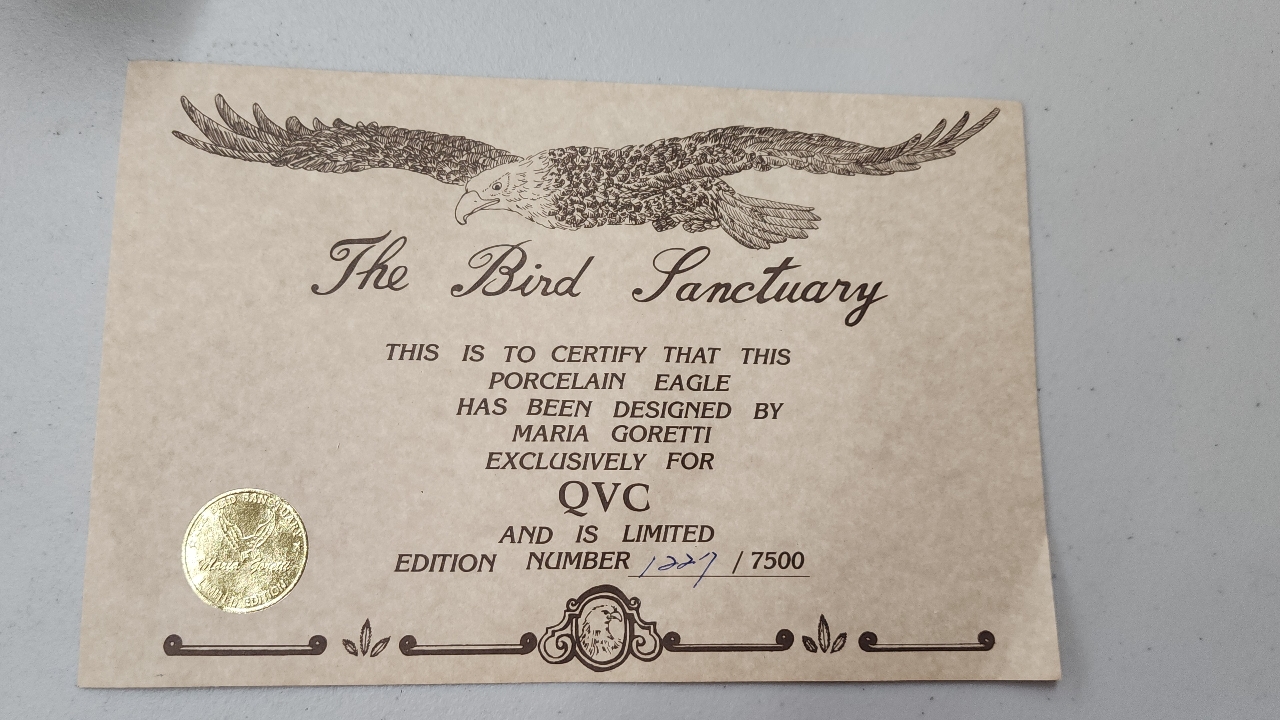 The Bird Sanctuary
THIS IS TO CERTIFY THAT THIS
PORCELAIN EAGLE
HAS BEEN DESIGNED BY
MARIA GORETTI
EXCLUSIVELY FOR
QVC
AND IS LIMITED
EDITION NUMBER 1227 / 7500